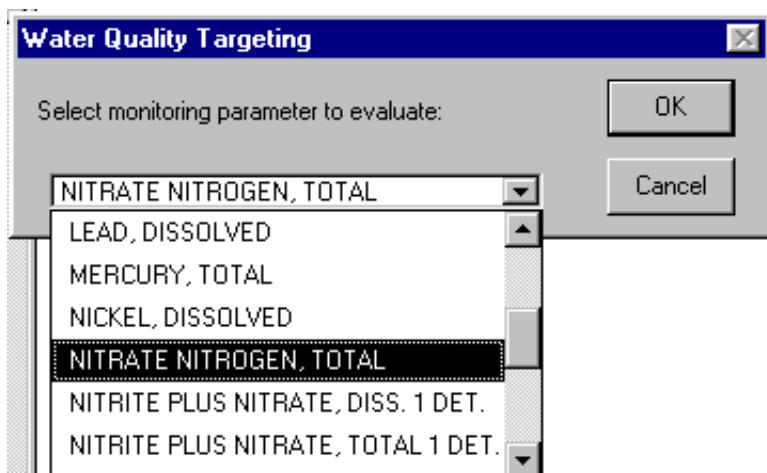 Water Quality Targeting
Select monitoring parameter to evaluate:
OK
Cancel
NITRATE NITROGEN, TOTAL
LEAD, DISSOLVED
MERCURY, TOTAL
NICKEL, DISSOLVED
NITRATE NITROGEN, TOTAL
NITRITE PLUS NITRATE, DISS. 1 DET.
NITRITE PLUS NITRATE, TOTAL 1 DET.